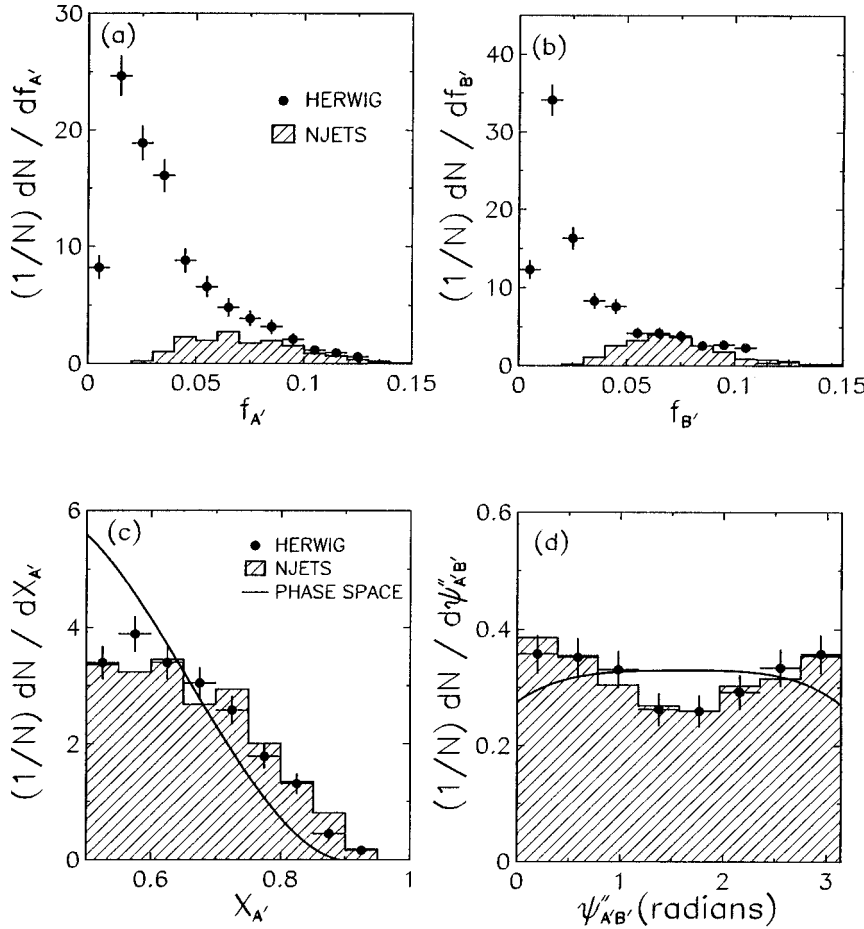 (a)
30
20
10
0
(1/N) dN / df_A'
● HERWIG
NJETS
0 0.05 0.10 0.15
f_A'
(b)
40
30
20
10
0
(1/N) dN / df_B'
0 0.05 0.10 0.15
f_B'
(c)
6
4
2
0
(1/N) dN / dX_A'
● HERWIG
NJETS
— PHASE SPACE
0.6 0.8 1
X_A'
(d)
0.6
0.4
0.2
0
(1/N) dN / dψ''_A'B'
0 1 2 3
ψ''_A'B' (radians)